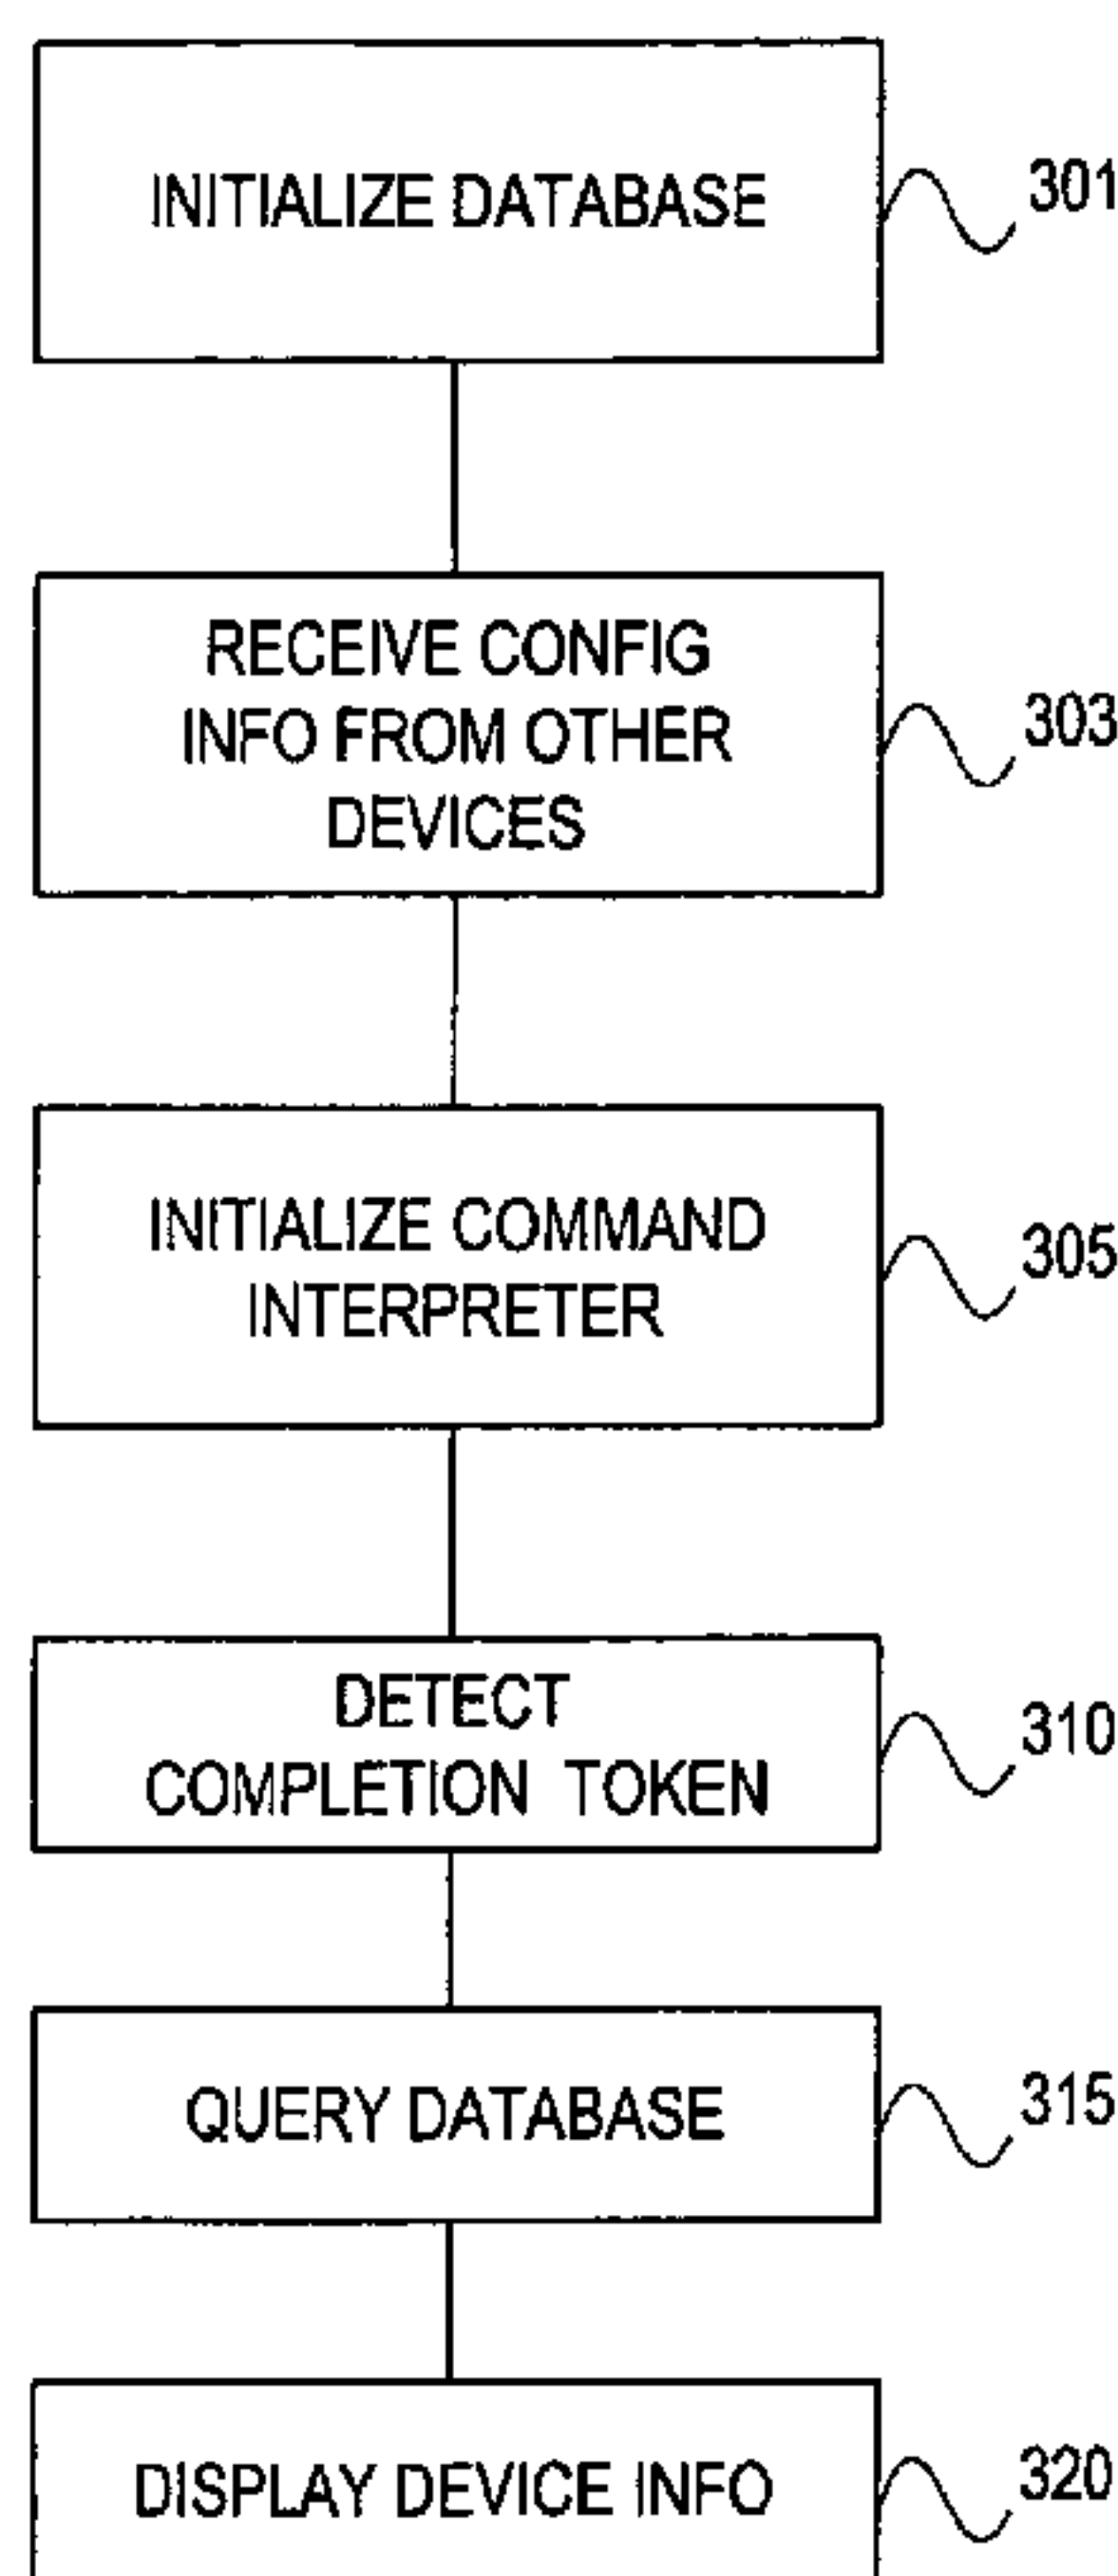 INITIALIZE DATABASE
301
RECEIVE CONFIG
INFO FROM OTHER
DEVICES
303
INITIALIZE COMMAND
INTERPRETER
305
DETECT
COMPLETION TOKEN
310
QUERY DATABASE
315
DISPLAY DEVICE INFO
320